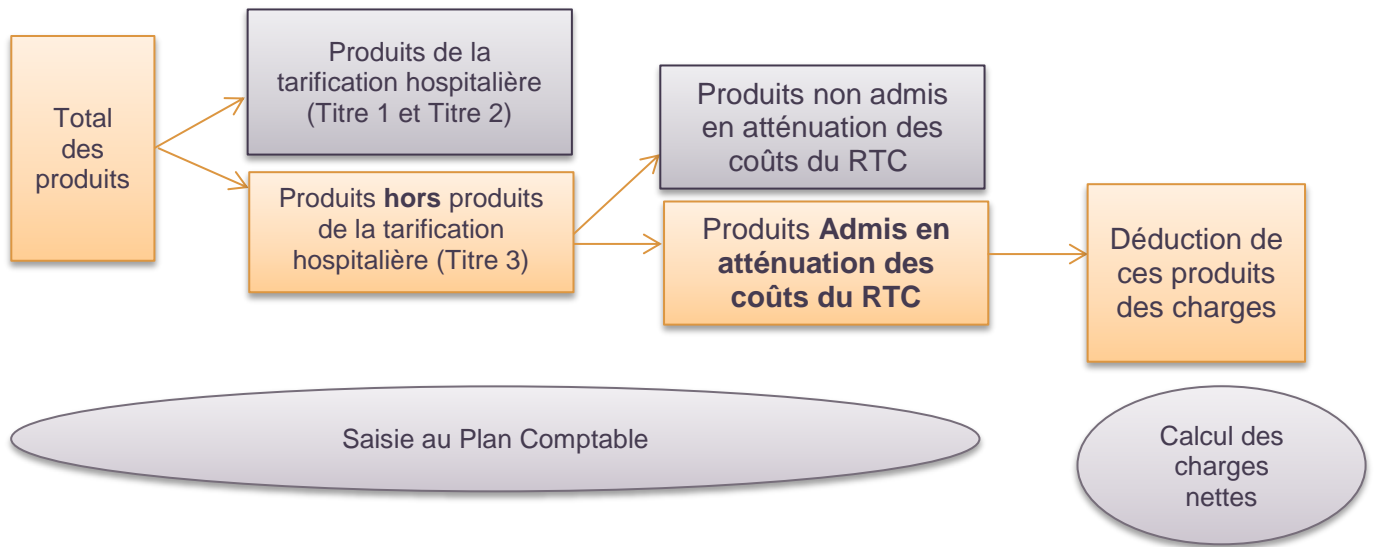 Total
des
produits
Produits de la
tarification hospitalière
(Titre 1 et Titre 2)
Produits hors produits
de la tarification
hospitalière (Titre 3)
Produits non admis
en atténuation des
coûts du RTC
Produits Admis en
atténuation des
coûts du RTC
Déduction de
ces produits
des charges
Saisie au Plan Comptable
Calcul des
charges
nettes